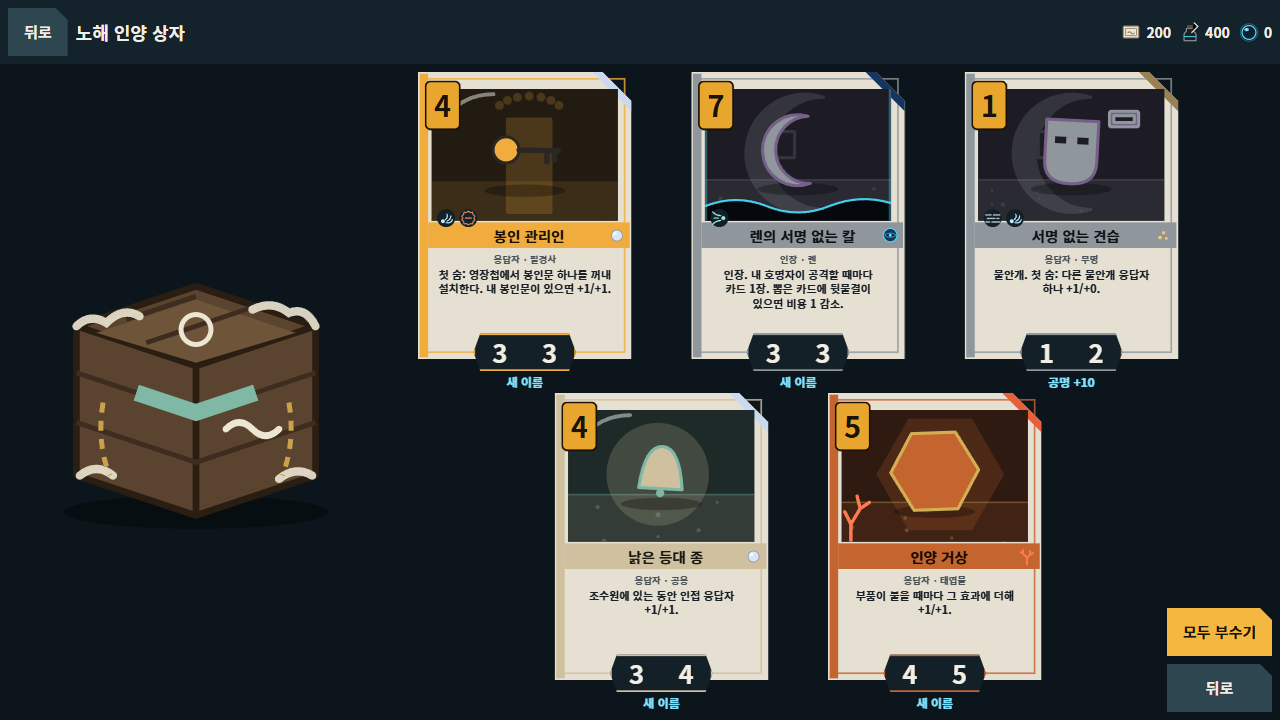 뒤로
노해 인양 상자
200
400
0
4
봉인 관리인
응답자 · 필경사
첫 숨: 영장첩에서 봉인문 하나를 꺼내
설치한다. 내 봉인문이 있으면 +1/+1.
3 3
새 이름
7
렌의 서명 없는 칼
인장 · 렌
인장. 내 호명자이 공격할 때마다
카드 1장. 뽑은 카드에 뒷물결이
있으면 비용 1 감소.
3 3
새 이름
1
서명 없는 견습
응답자 · 무명
물안개. 첫 숨: 다른 물안개 응답자
하나 +1/+0.
1 2
공명 +10
4
낡은 등대 종
응답자 · 공용
조수원에 있는 동안 인접 응답자
+1/+1.
3 4
새 이름
5
인양 거상
응답자 · 태엽물
부품이 붙을 때마다 그 효과에 더해
+1/+1.
4 5
새 이름
모두 부수기
뒤로